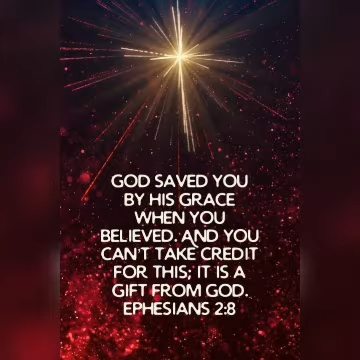 GOD SAVED YOU
BY HIS GRACE
WHEN YOU
BELIEVED. AND YOU
CAN'T TAKE CREDIT
FOR THIS; IT IS A
GIFT FROM GOD.
EPHESIANS 2:8